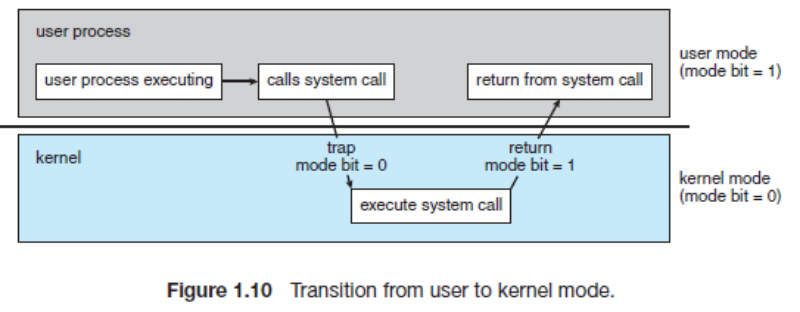 user process
user process executing
calls system call
return from system call
user mode
(mode bit = 1)
kernel
trap
mode bit = 0
return
mode bit = 1
execute system call
kernel mode
(mode bit = 0)
Figure 1.10 Transition from user to kernel mode.